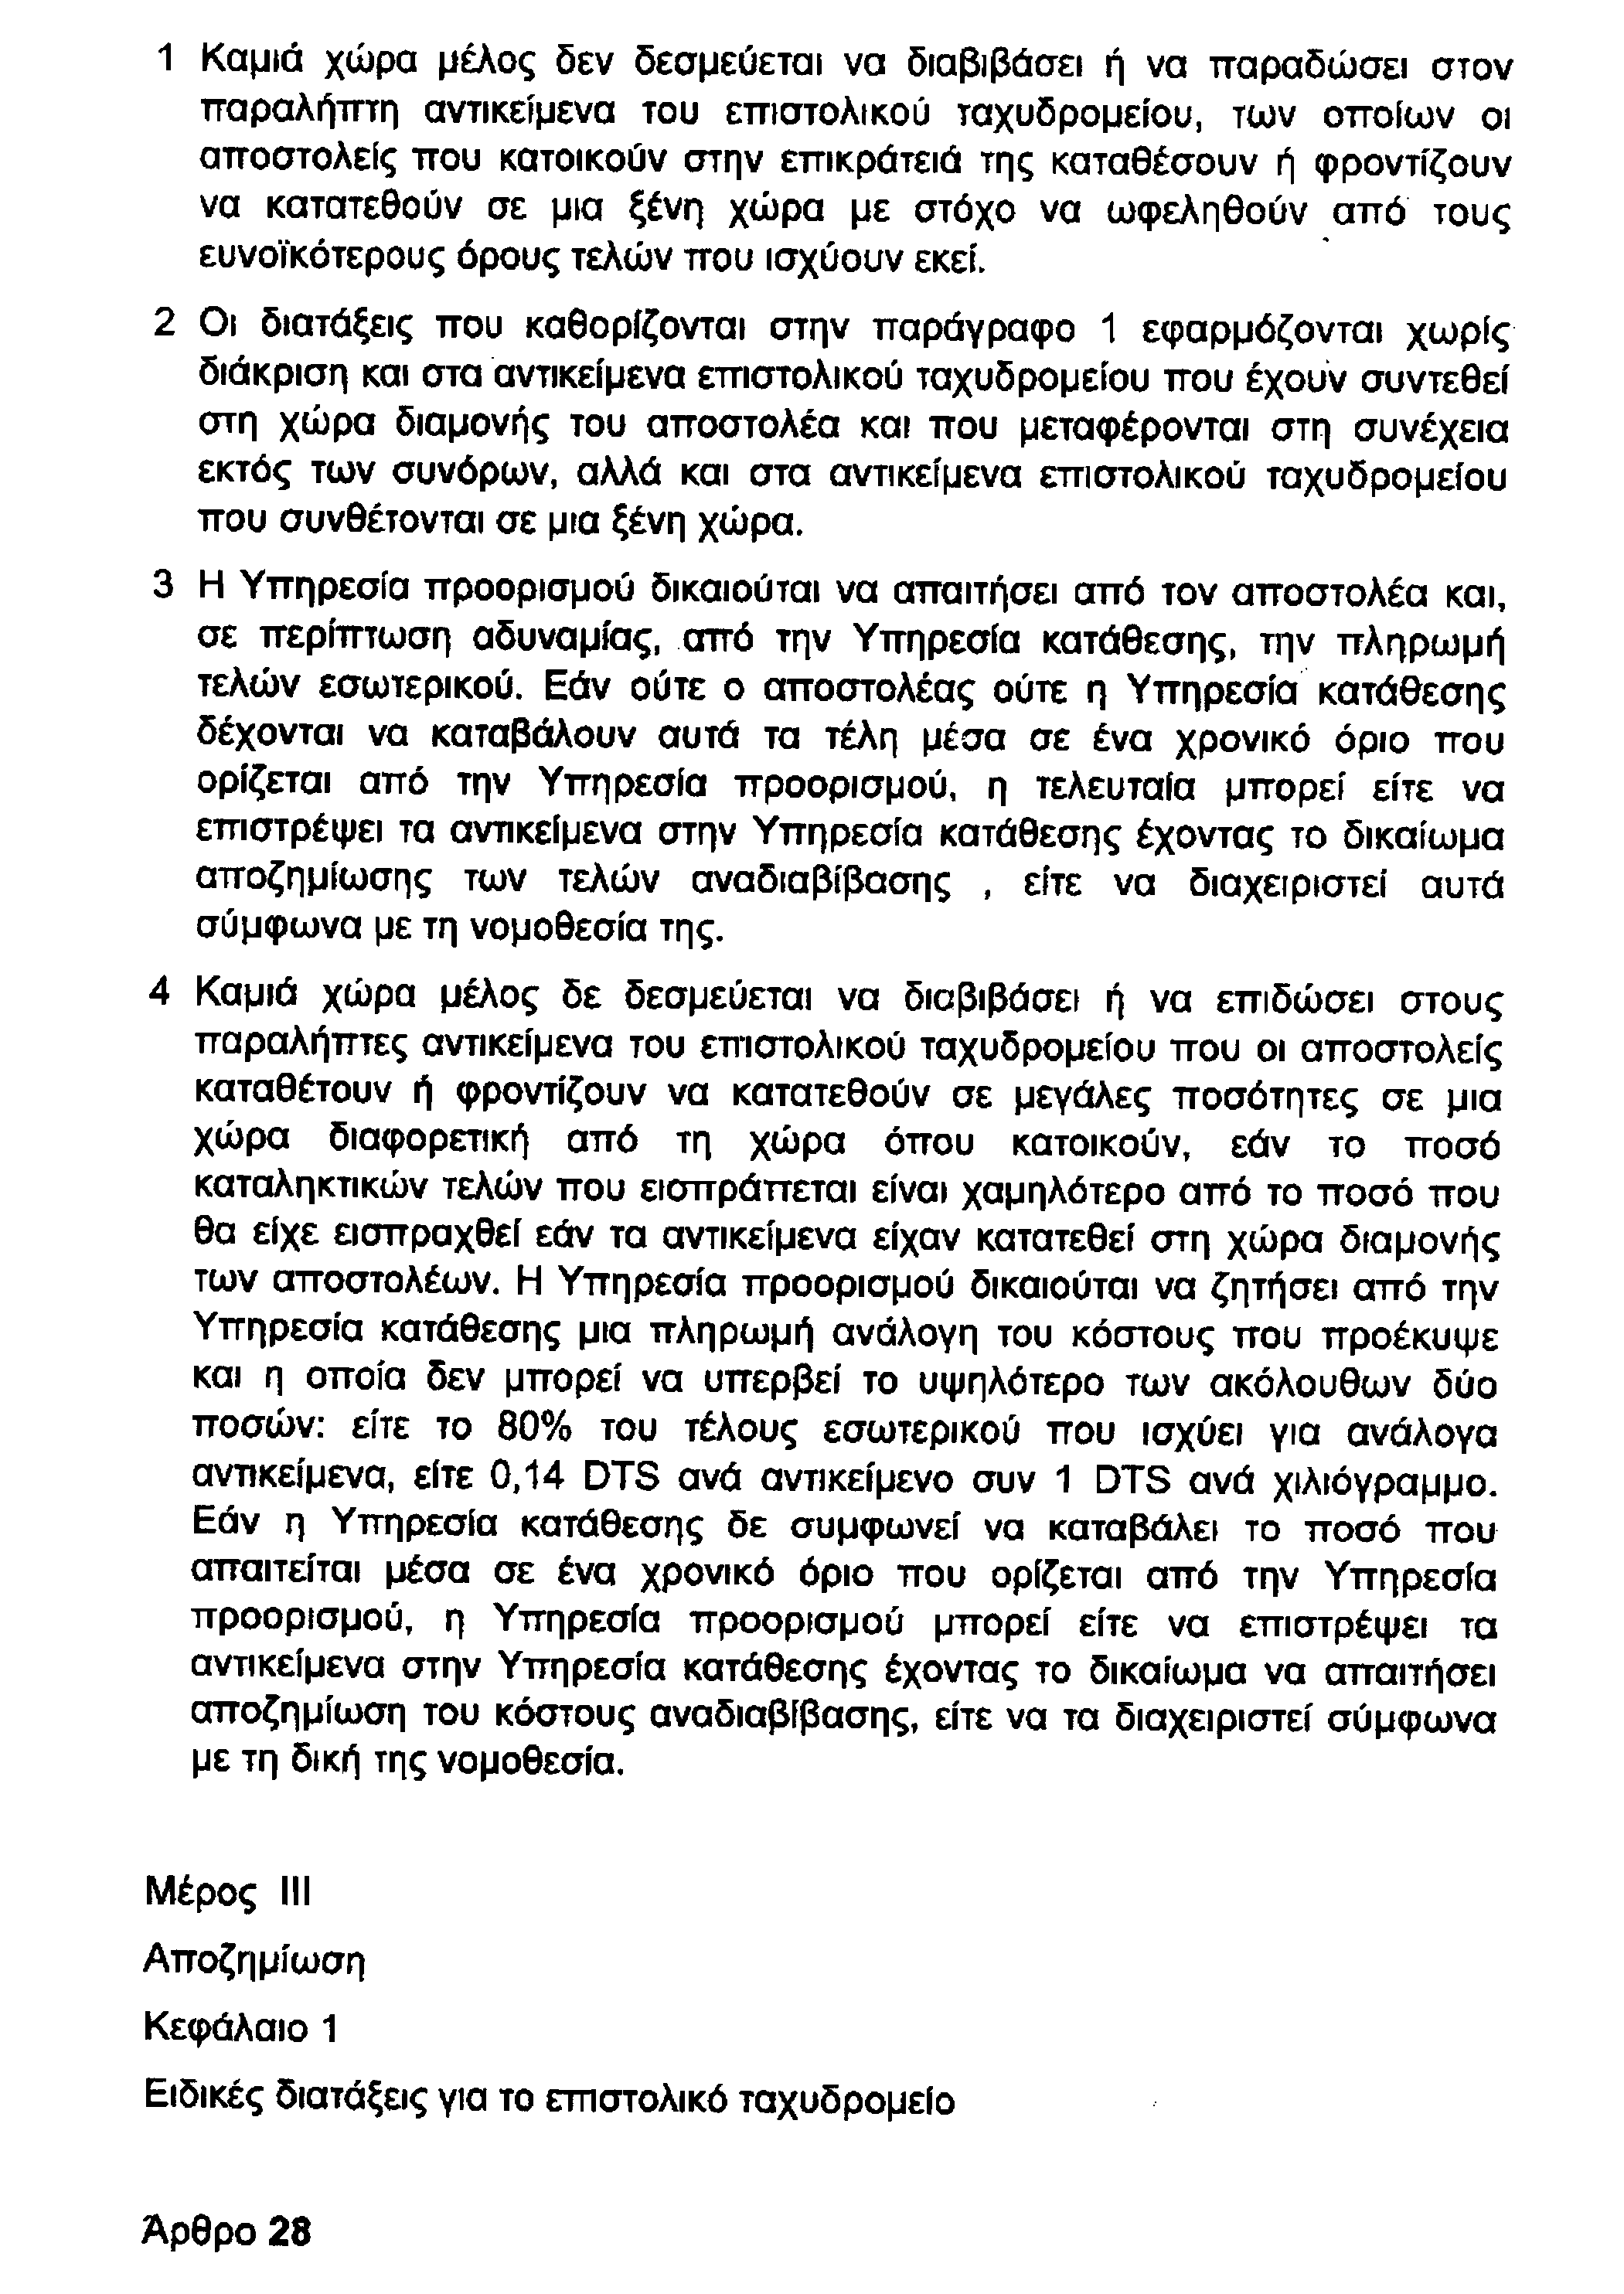 1 Καμιά χώρα μέλος δεν δεσμεύεται να διαβιβάσει ή να παραδώσει στον
παραλήπτη αντικείμενα του επιστολικού ταχυδρομείου, των οποίων οι
αποστολείς που κατοικούν στην επικράτειά της καταθέσουν ή φροντίζουν
να κατατεθούν σε μια ξένη χώρα με στόχο να ωφεληθούν από τους
ευνοϊκότερους όρους τελών που ισχύουν εκεί.
2 Οι διατάξεις που καθορίζονται στην παράγραφο 1 εφαρμόζονται χωρίς
διάκριση και στα αντικείμενα επιστολικού ταχυδρομείου που έχουν συντεθεί
στη χώρα διαμονής του αποστολέα και που μεταφέρονται στη συνέχεια
εκτός των συνόρων, αλλά και στα αντικείμενα επιστολικού ταχυδρομείου
που συνθέτονται σε μια ξένη χώρα.
3 Η Υπηρεσία προορισμού δικαιούται να απαιτήσει από τον αποστολέα και,
σε περίπτωση αδυναμίας, από την Υπηρεσία κατάθεσης, την πληρωμή
τελών εσωτερικού. Εάν ούτε ο αποστολέας ούτε η Υπηρεσία κατάθεσης
δέχονται να καταβάλουν αυτά τα τέλη μέσα σε ένα χρονικό όριο που
ορίζεται από την Υπηρεσία προορισμού, η τελευταία μπορεί είτε να
επιστρέψει τα αντικείμενα στην Υπηρεσία κατάθεσης έχοντας το δικαίωμα
αποζημίωσης των τελών αναδιαβίβασης , είτε να διαχειριστεί αυτά
σύμφωνα με τη νομοθεσία της.
4 Καμιά χώρα μέλος δε δεσμεύεται να διαβιβάσει ή να επιδώσει στους
παραλήπτες αντικείμενα του επιστολικού ταχυδρομείου που οι αποστολείς
καταθέτουν ή φροντίζουν να κατατεθούν σε μεγάλες ποσότητες σε μια
χώρα διαφορετική από τη χώρα όπου κατοικούν, εάν το ποσό
καταληκτικών τελών που εισπράττεται είναι χαμηλότερο από το ποσό που
θα είχε εισπραχθεί εάν τα αντικείμενα είχαν κατατεθεί στη χώρα διαμονής
των αποστολέων. Η Υπηρεσία προορισμού δικαιούται να ζητήσει από την
Υπηρεσία κατάθεσης μια πληρωμή ανάλογη του κόστους που προέκυψε
και η οποία δεν μπορεί να υπερβεί το υψηλότερο των ακόλουθων δύο
ποσών: είτε το 80% του τέλους εσωτερικού που ισχύει για ανάλογα
αντικείμενα, είτε 0,14 DTS ανά αντικείμενο συν 1 DTS ανά χιλιόγραμμο.
Εάν η Υπηρεσία κατάθεσης δε συμφωνεί να καταβάλει το ποσό που
απαιτείται μέσα σε ένα χρονικό όριο που ορίζεται από την Υπηρεσία
προορισμού, η Υπηρεσία προορισμού μπορεί είτε να επιστρέψει τα
αντικείμενα στην Υπηρεσία κατάθεσης έχοντας το δικαίωμα να απαιτήσει
αποζημίωση του κόστους αναδιαβίβασης, είτε να τα διαχειριστεί σύμφωνα
με τη δική της νομοθεσία.
Μέρος III
Αποζημίωση
Κεφάλαιο 1
Ειδικές διατάξεις για το επιστολικό ταχυδρομείο
Άρθρο 28